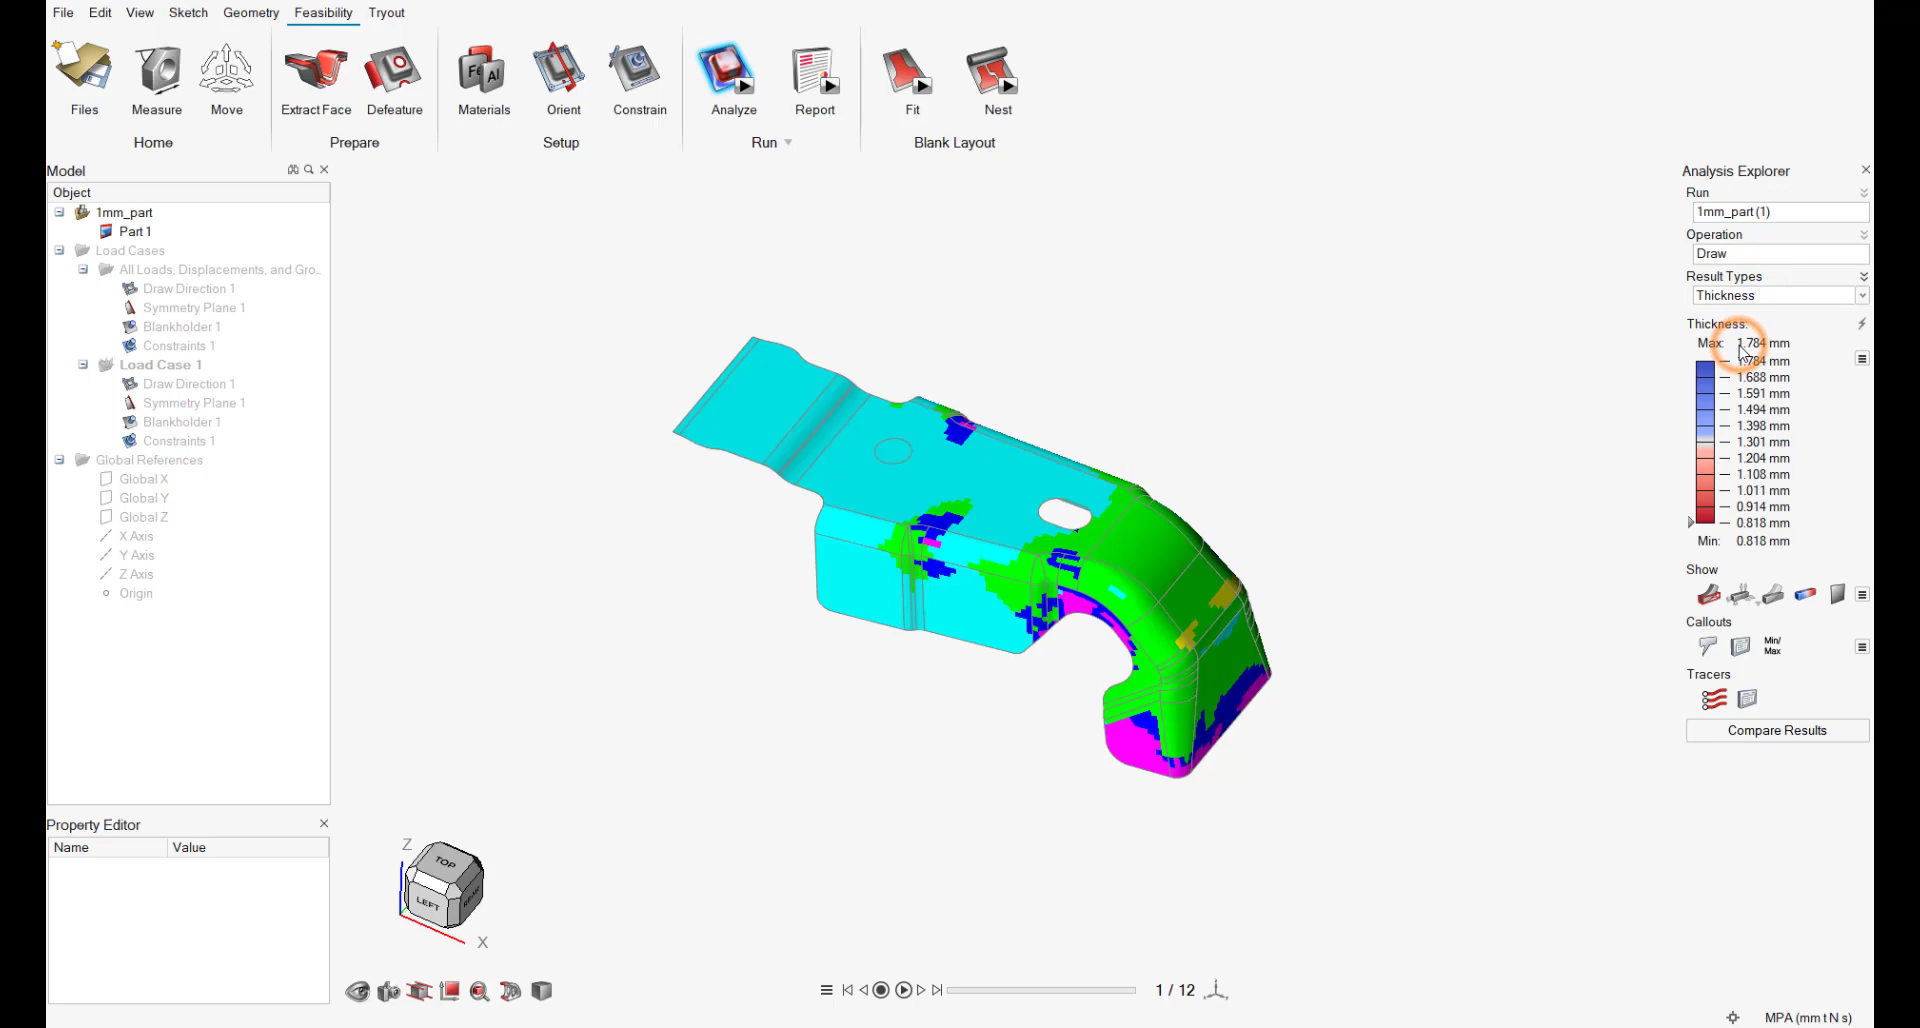 File Edit View Sketch Geometry Feasibility Tryout
Files Measure Move Extract Face Defeature Materials Orient Constrain Analyze Report Fit Nest
Home Prepare Setup Run Blank Layout
Model
Object
1mm_part
Part 1
Load Cases
All Loads, Displacements, and Gro...
Draw Direction 1
Symmetry Plane 1
Blankholder 1
Constraints 1
Load Case 1
Draw Direction 1
Symmetry Plane 1
Blankholder 1
Constraints 1
Global References
Global X
Global Y
Global Z
X Axis
Y Axis
Z Axis
Origin
Property Editor
Name Value
Fe Al
Z
TOP
LEFT
X
1 / 12
Analysis Explorer
Run
1mm_part (1)
Operation
Draw
Result Types
Thickness
Thickness:
Max: 1.784 mm
1.784 mm
1.688 mm
1.591 mm
1.494 mm
1.398 mm
1.301 mm
1.204 mm
1.108 mm
1.011 mm
0.914 mm
0.818 mm
Min: 0.818 mm
Show
Callouts
Min/
Max
Tracers
Compare Results
MPA (mm t N s)